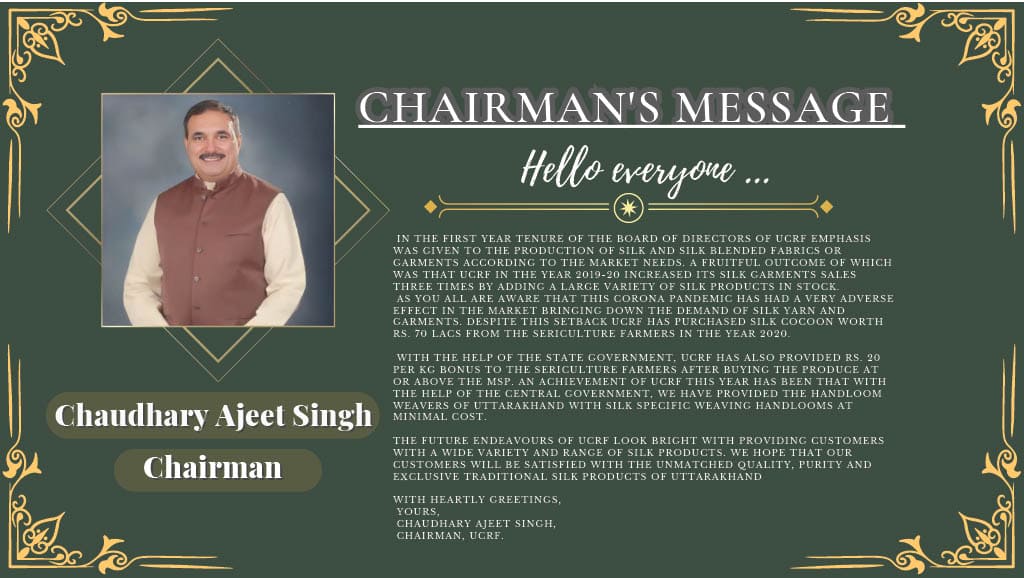 CHAIRMAN'S MESSAGE
Hello everyone ...
IN THE FIRST YEAR TENURE OF THE BOARD OF DIRECTORS OF UCRF EMPHASIS
WAS GIVEN TO THE PRODUCTION OF SILK AND SILK BLENDED FABRICS OR
GARMENTS ACCORDING TO THE MARKET NEEDS. A FRUITFUL OUTCOME OF WHICH
WAS THAT UCRF IN THE YEAR 2019-20 INCREASED ITS SILK GARMENTS SALES
THREE TIMES BY ADDING A LARGE VARIETY OF SILK PRODUCTS IN STOCK.
AS YOU ALL ARE AWARE THAT THIS CORONA PANDEMIC HAS HAD A VERY ADVERSE
EFFECT IN THE MARKET BRINGING DOWN THE DEMAND OF SILK YARN AND
GARMENTS. DESPITE THIS SETBACK UCRF HAS PURCHASED SILK COCOON WORTH
RS. 70 LACS FROM THE SERICULTURE FARMERS IN THE YEAR 2020.
WITH THE HELP OF THE STATE GOVERNMENT, UCRF HAS ALSO PROVIDED RS. 20
PER KG BONUS TO THE SERICULTURE FARMERS AFTER BUYING THE PRODUCE AT
OR ABOVE THE MSP. AN ACHIEVEMENT OF UCRF THIS YEAR HAS BEEN THAT WITH
THE HELP OF THE CENTRAL GOVERNMENT, WE HAVE PROVIDED THE HANDLOOM
WEAVERS OF UTTARAKHAND WITH SILK SPECIFIC WEAVING HANDLOOMS AT
MINIMAL COST.
THE FUTURE ENDEAVOURS OF UCRF LOOK BRIGHT WITH PROVIDING CUSTOMERS
WITH A WIDE VARIETY AND RANGE OF SILK PRODUCTS. WE HOPE THAT OUR
CUSTOMERS WILL BE SATISFIED WITH THE UNMATCHED QUALITY, PURITY AND
EXCLUSIVE TRADITIONAL SILK PRODUCTS OF UTTARAKHAND
WITH HEARTLY GREETINGS,
YOURS,
CHAUDHARY AJEET SINGH,
CHAIRMAN, UCRF.
Chaudhary Ajeet Singh
Chairman